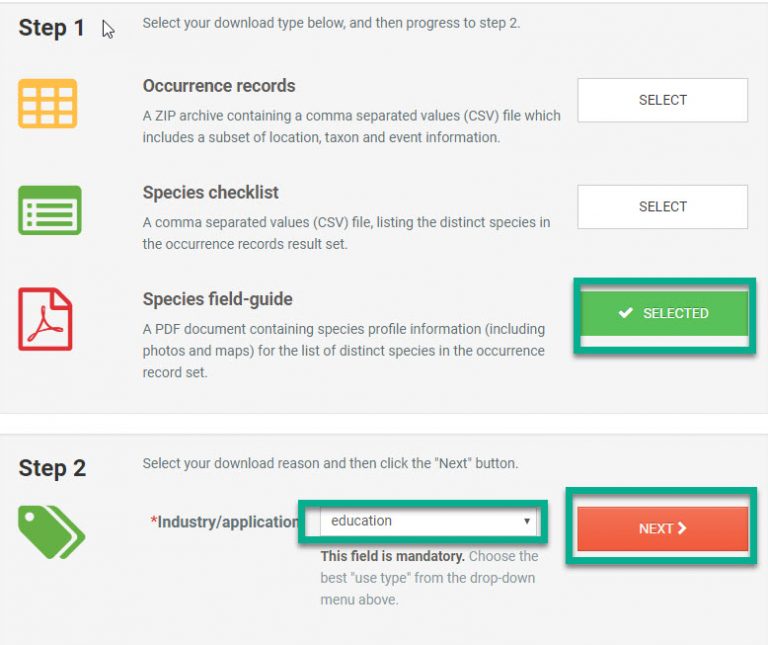 Step 1
Select your download type below, and then progress to step 2.
Occurrence records
A ZIP archive containing a comma separated values (CSV) file which
includes a subset of location, taxon and event information.
SELECT
Species checklist
A comma separated values (CSV) file, listing the distinct species in
the occurrence records result set.
SELECT
Species field-guide
A PDF document containing species profile information (including
photos and maps) for the list of distinct species in the occurrence
record set.
SELECTED
Step 2
Select your download reason and then click the "Next" button.
*Industry/application
education
This field is mandatory. Choose the
best "use type" from the drop-down
menu above.
NEXT